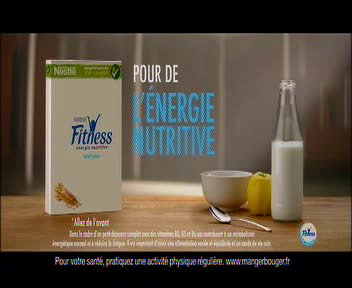 Nestlé
POUR DE
L'ÉNERGIE
NUTRITIVE
Nestlé
Fitness
énergie nutritive*
NATURE
*Allez de l'avant
Dans le cadre d'un petit déjeuner complet avec des vitamines B2, B5 et B6 qui contribuent à un métabolisme
énergétique normal et à réduire la fatigue. Il est important d'avoir une alimentation variée et équilibrée et un mode de vie sain.
Fitness
Pour votre santé, pratiquez une activité physique régulière. www.mangerbouger.fr